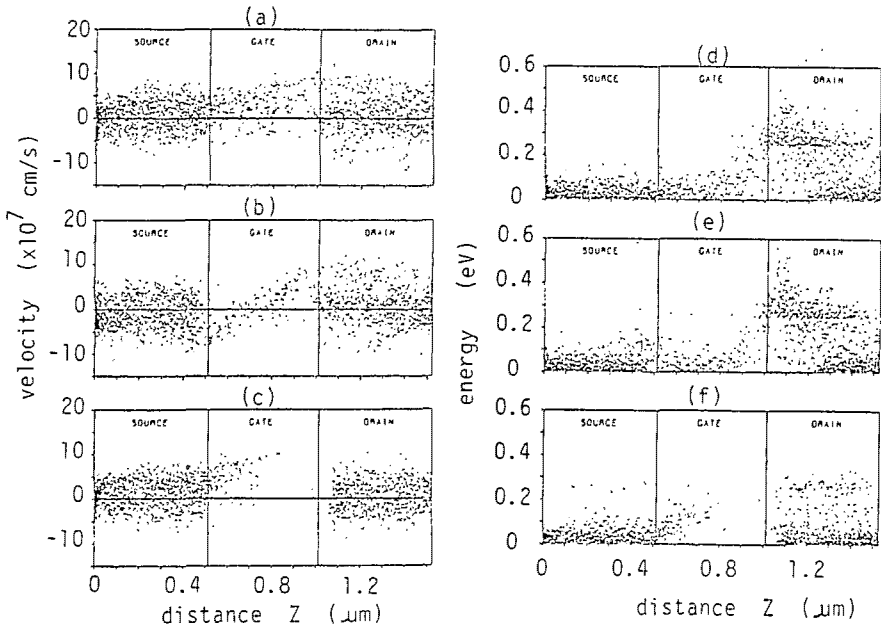 (a)
20
SOURCE GATE DRAIN
10
0
-10
(b)
20
SOURCE GATE DRAIN
10
0
-10
(c)
20
SOURCE GATE DRAIN
10
0
-10
0 0.4 0.8 1.2
distance Z (μm)
velocity (x10⁷ cm/s)
(d)
0.6
SOURCE GATE DRAIN
0.4
0.2
0
(e)
0.6
SOURCE GATE DRAIN
0.4
0.2
0
(f)
0.6
SOURCE GATE DRAIN
0.4
0.2
0
0 0.4 0.8 1.2
distance Z (μm)
energy (eV)